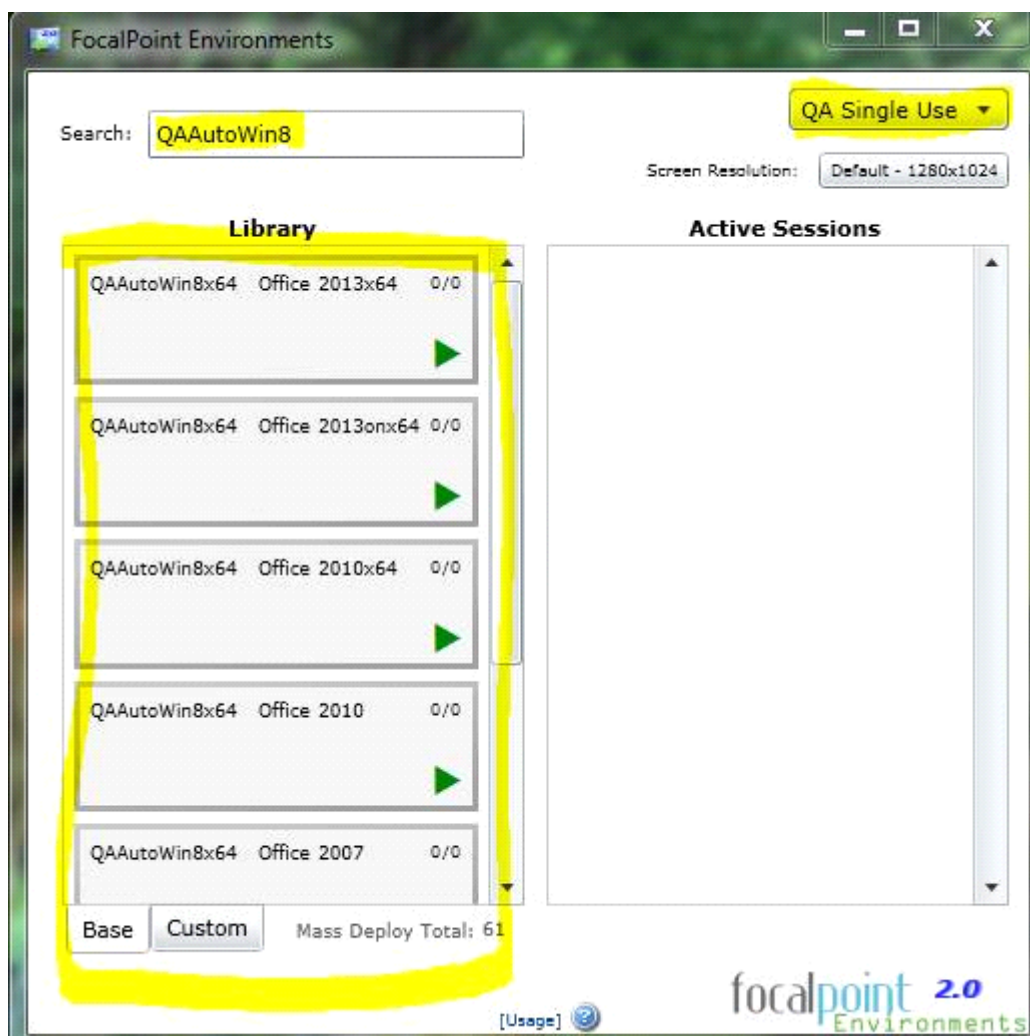 FocalPoint Environments
QA Single Use
Search: QAAutoWin8
Screen Resolution: Default - 1280x1024
Library
Active Sessions
QAAutoWin8x64 Office 2013x64 0/0
QAAutoWin8x64 Office 2013onx64 0/0
QAAutoWin8x64 Office 2010x64 0/0
QAAutoWin8x64 Office 2010 0/0
QAAutoWin8x64 Office 2007 0/0
Base Custom Mass Deploy Total: 61
focalpoint 2.0
Environments
[Usage] ?